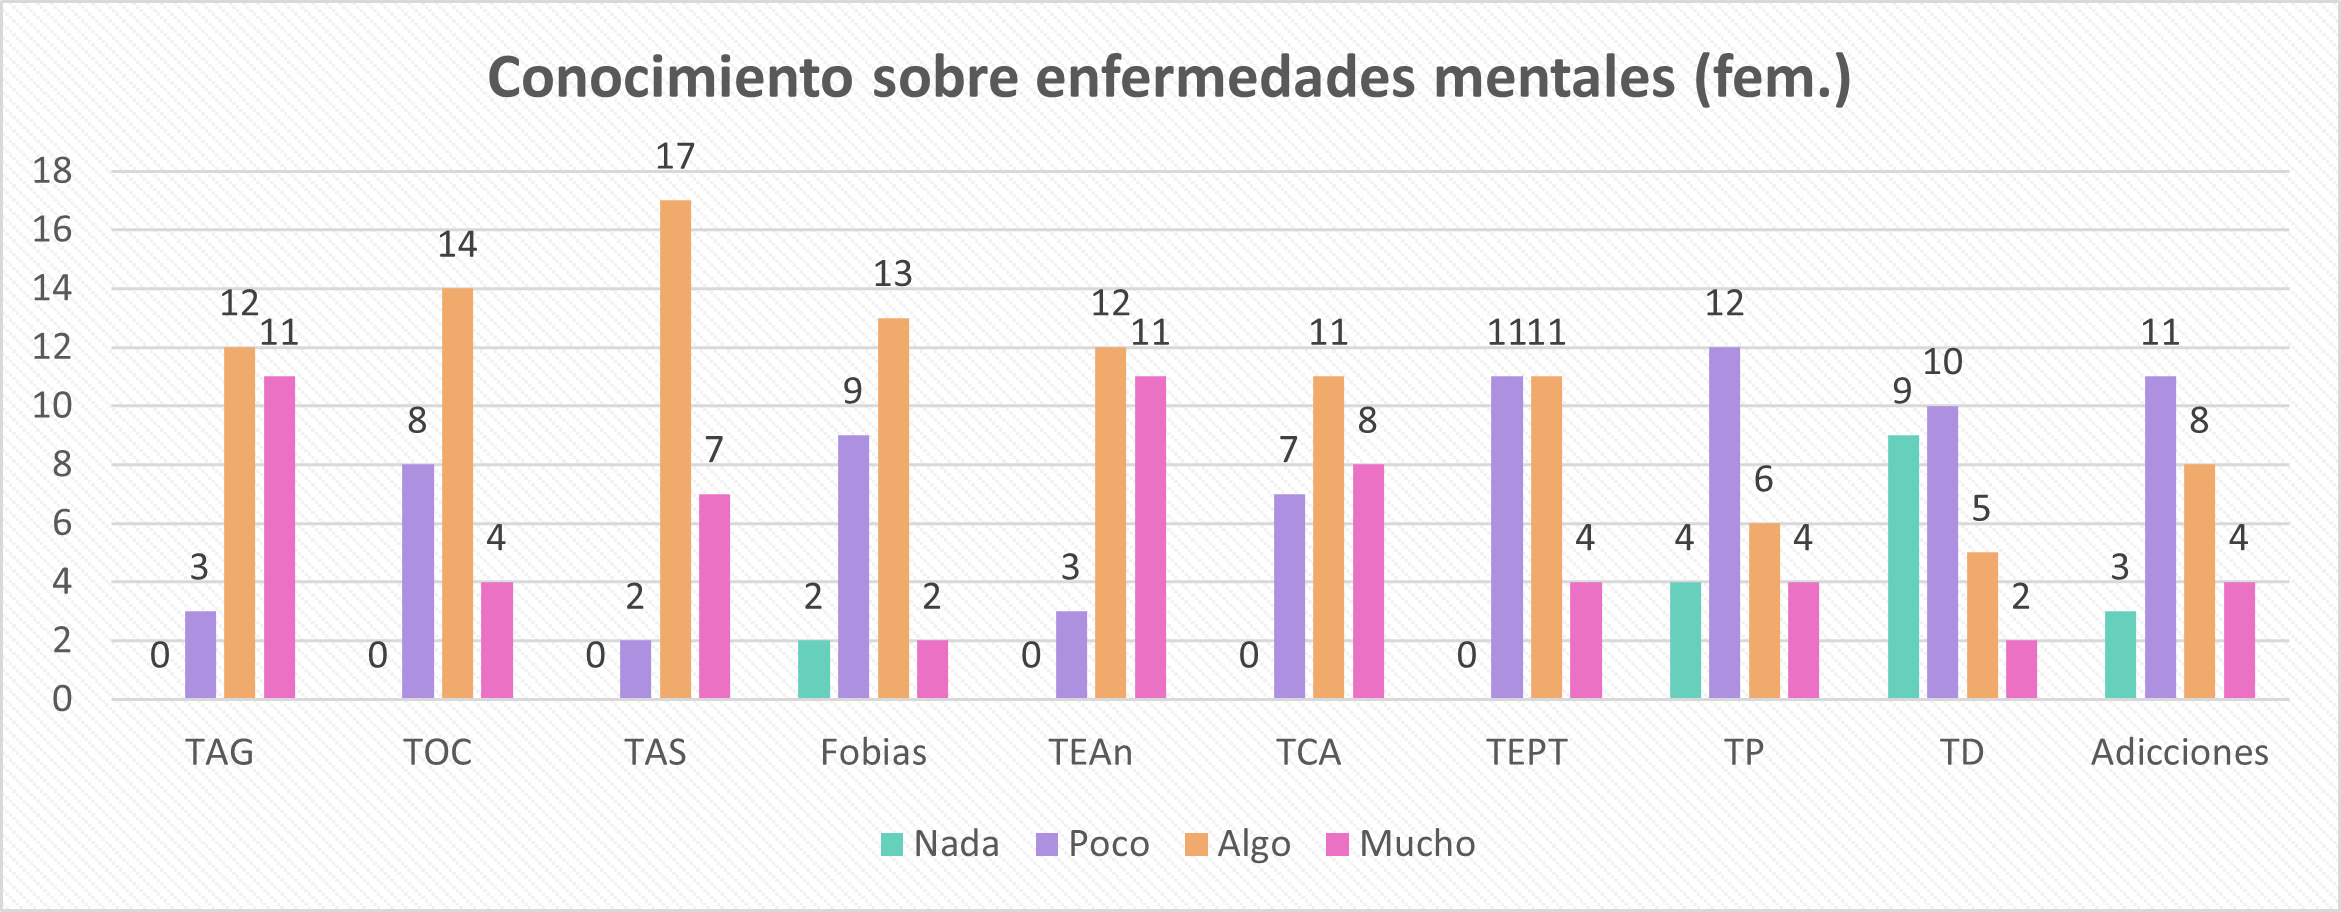 Conocimiento sobre enfermedades mentales (fem.)
18
16
14
12
10
8
6
4
2
0
0 3 12 11
0 8 14 4
0 2 17 7
2 9 13 2
0 3 12 11
0 7 11 8
0 11 11 4
4 12 6 4
9 10 5 2
3 11 8 4
TAG TOC TAS Fobias TEAn TCA TEPT TP TD Adicciones
Nada Poco Algo Mucho